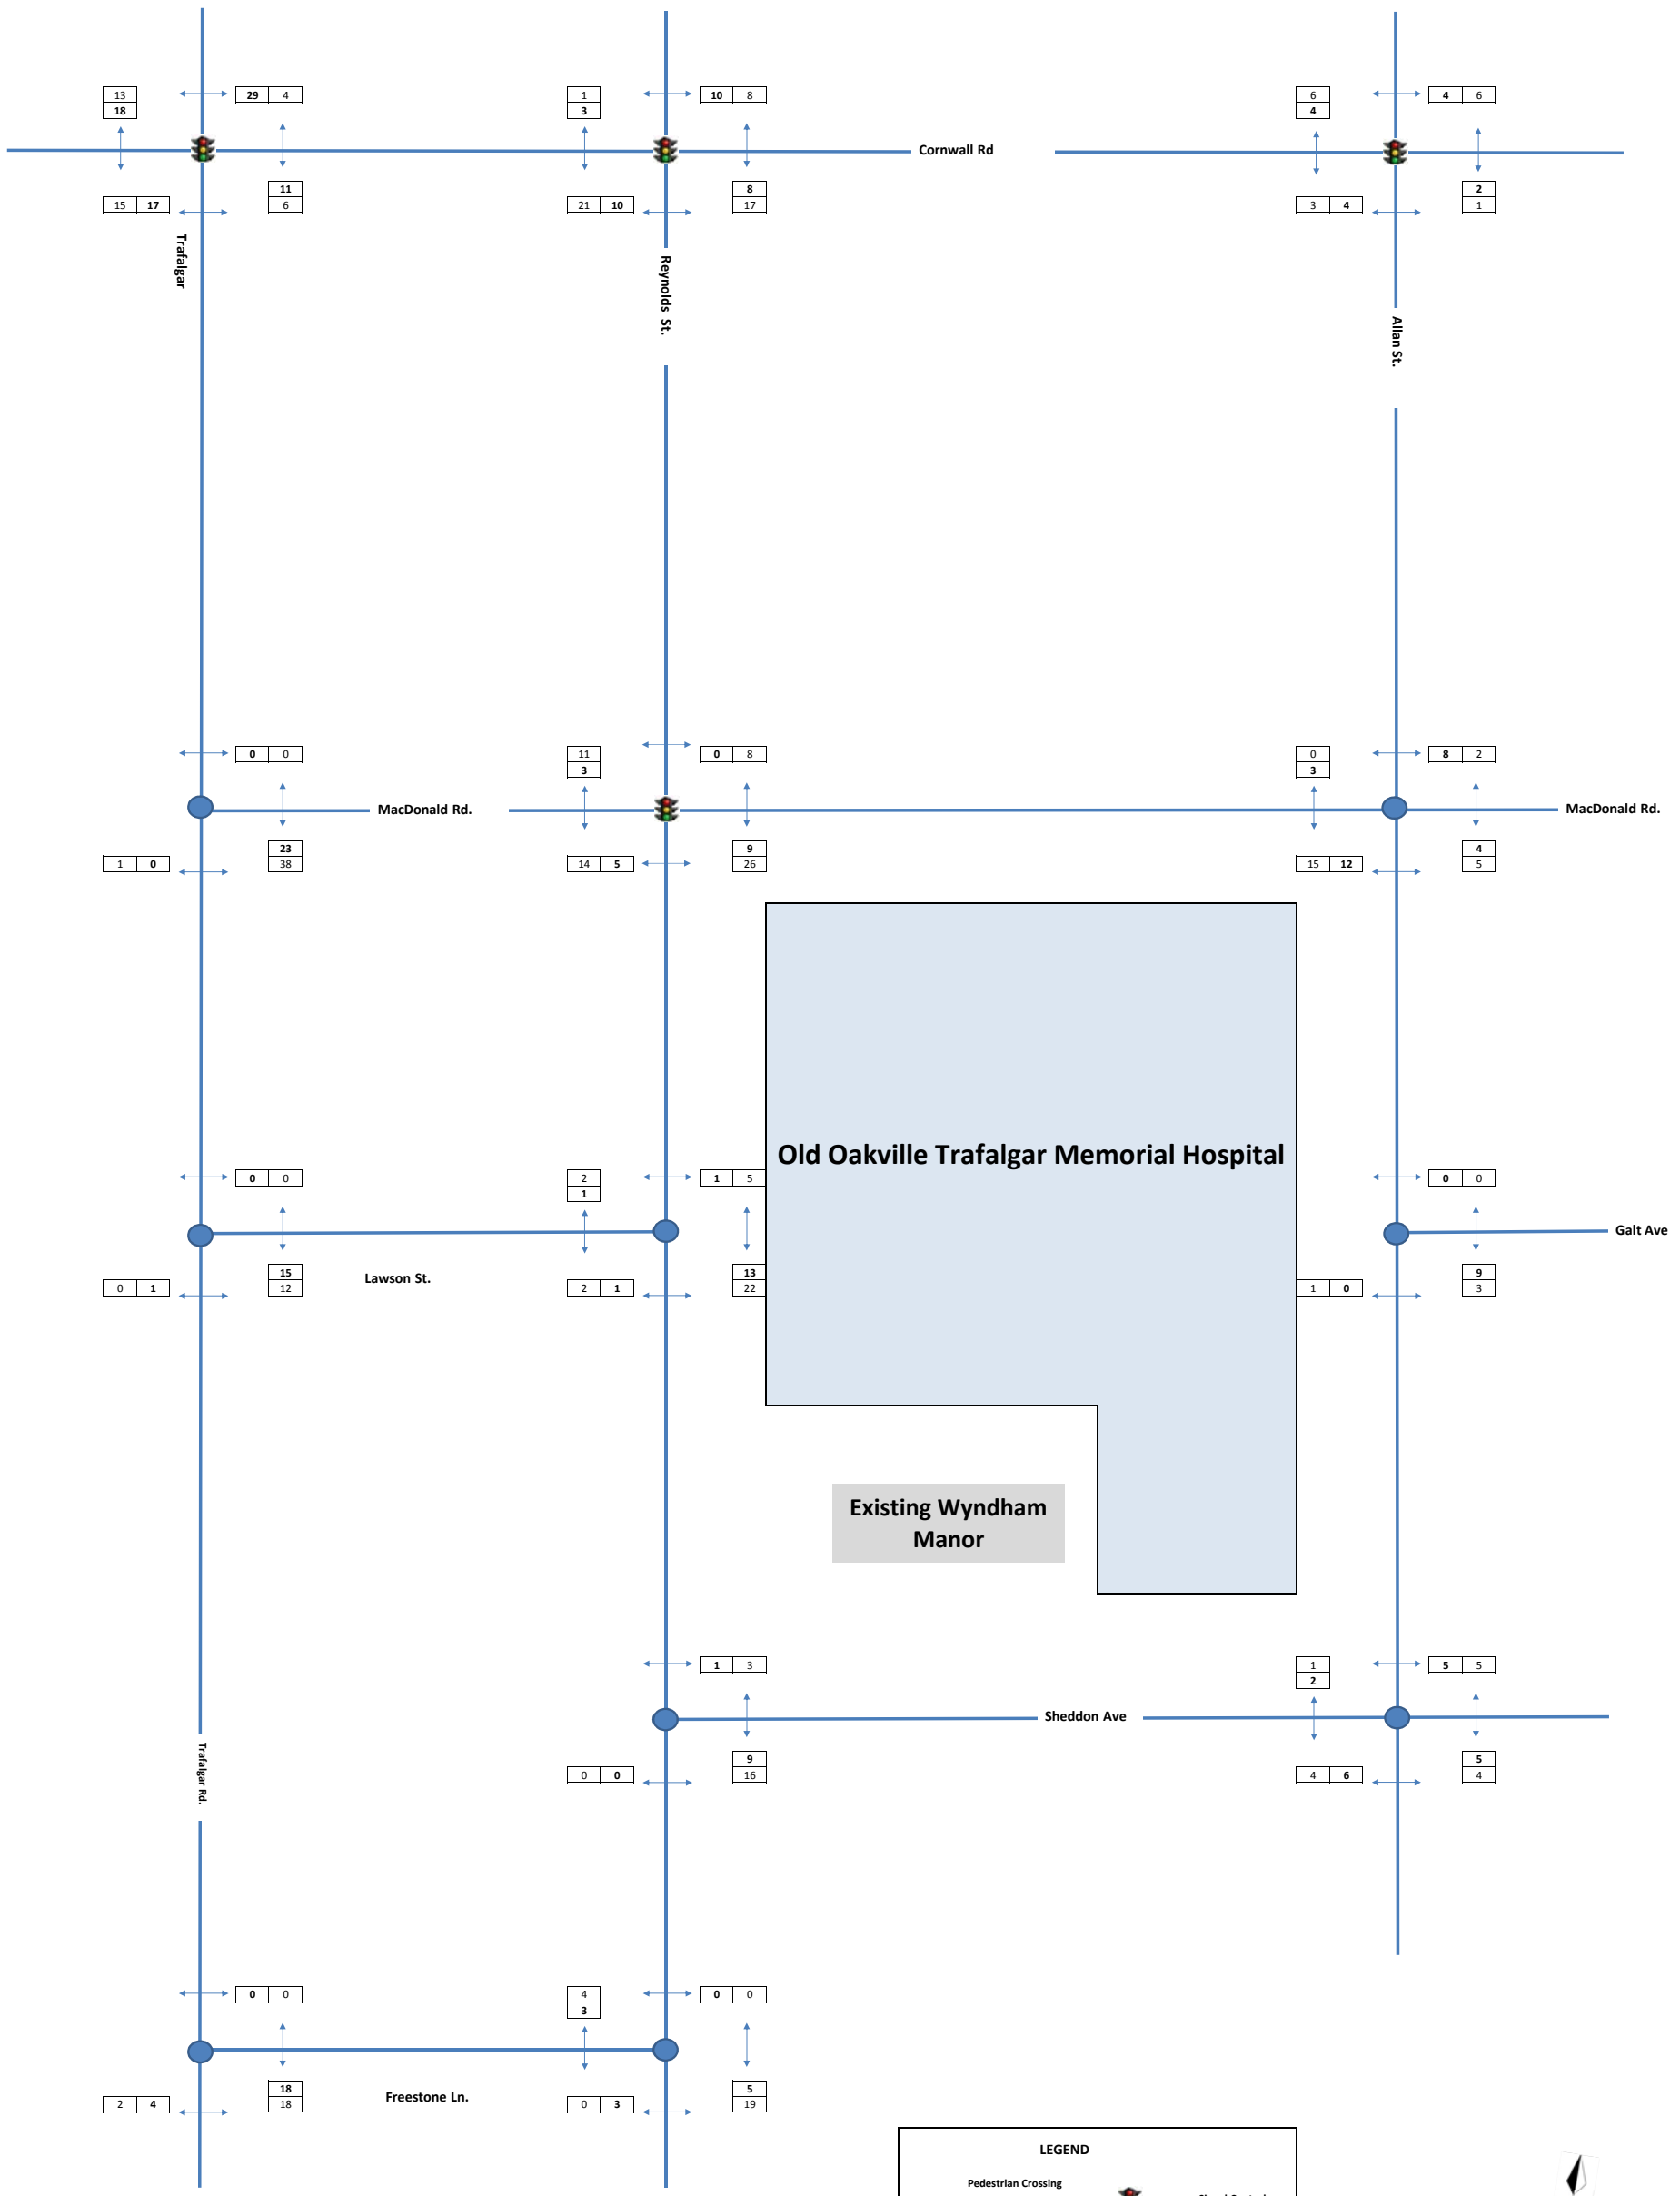 13 29 4 1 10 8 6 4 6
18 3 4
Cornwall Rd
11 8 2
15 17 6 21 10 17 3 4 1
Trafalgar
Reynolds St.
Allan St.
0 0 11 0 8 0 8 2
3 3
MacDonald Rd. MacDonald Rd.
23 9 4
1 0 38 14 5 26 15 12 5
Old Oakville Trafalgar Memorial Hospital
0 0 2 1 5 0 0
1
Galt Ave
Lawson St.
15 13 9
0 1 12 2 1 22 1 0 3
Existing Wyndham
Manor
1 3 1 5 5
2
Sheddon Ave
Trafalgar Rd.
9 5
0 0 16 4 6 4
0 0 4 0 0
3
18 5
2 4 18 0 3 19
Freestone Ln.
LEGEND
Pedestrian Crossing